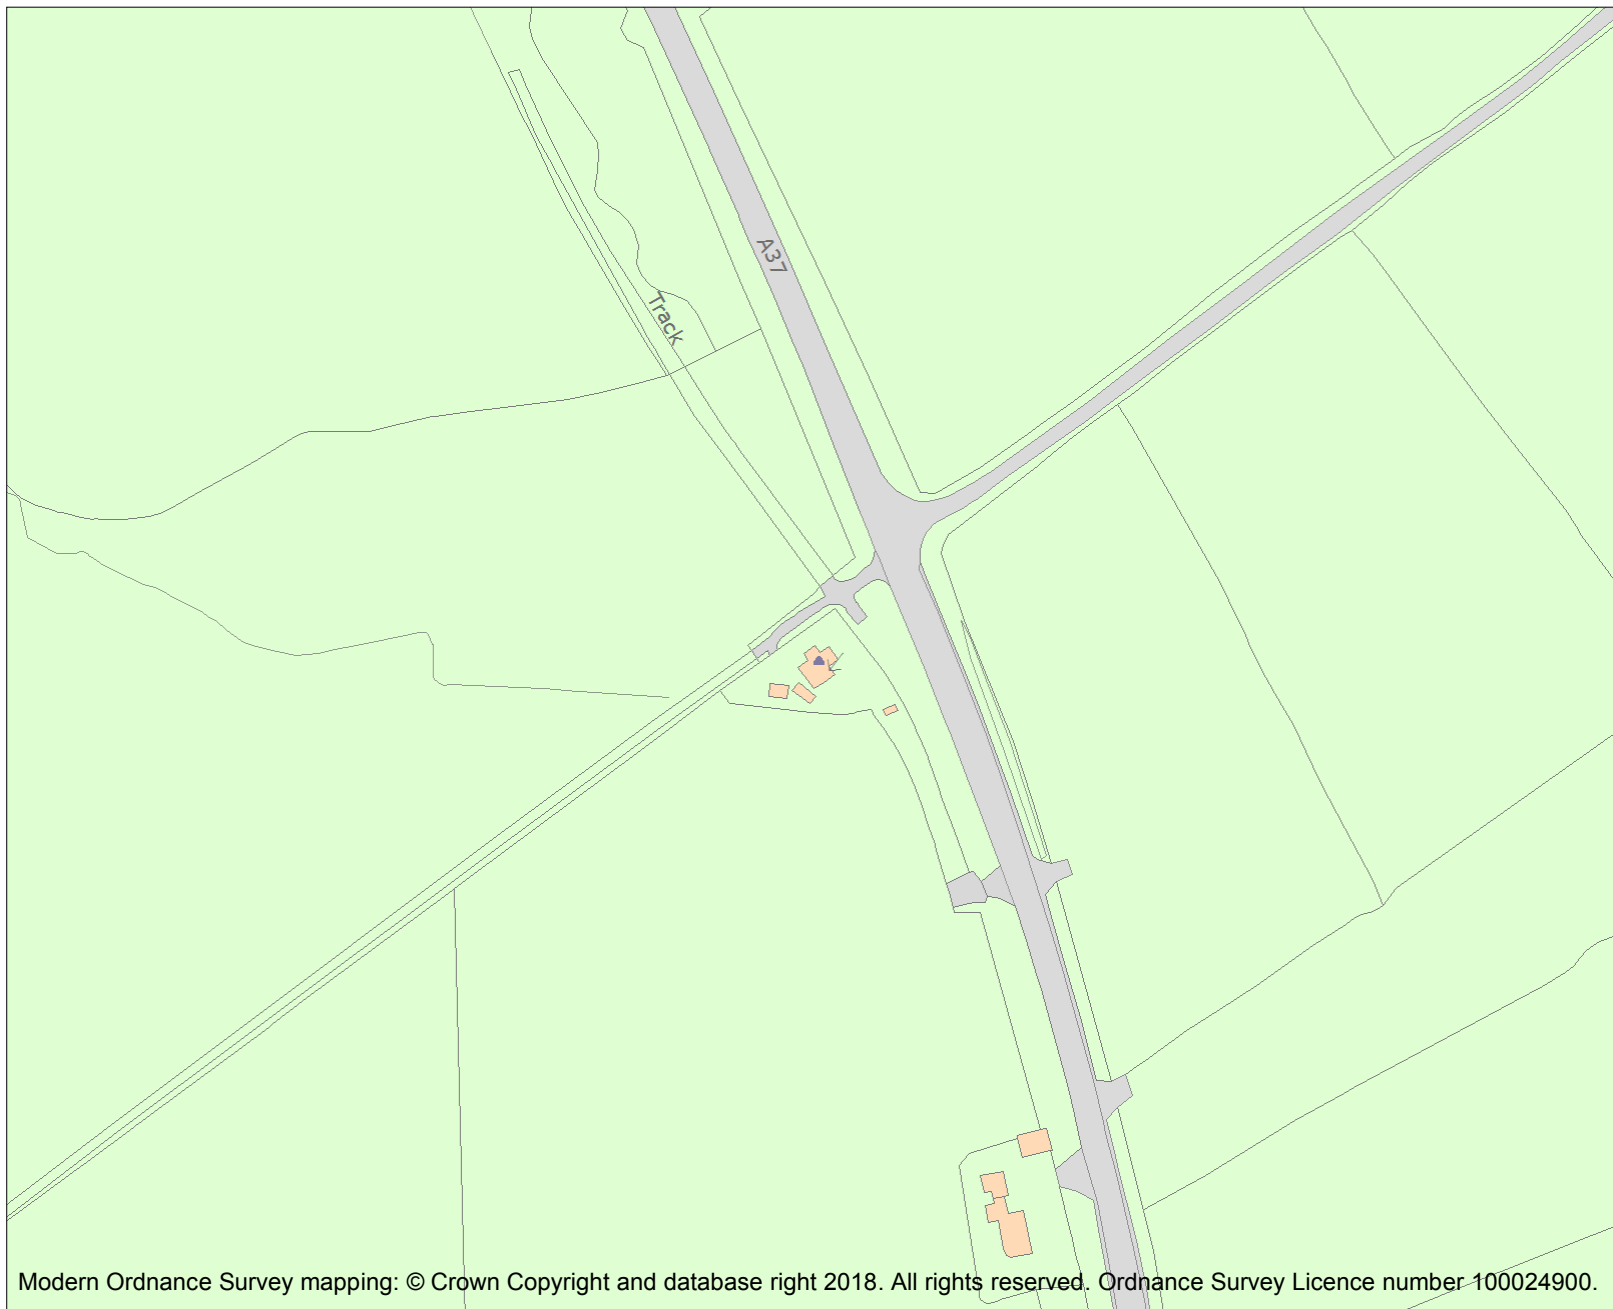 A37
Track
Modern Ordnance Survey mapping: © Crown Copyright and database right 2018. All rights reserved. Ordnance Survey Licence number 100024900.